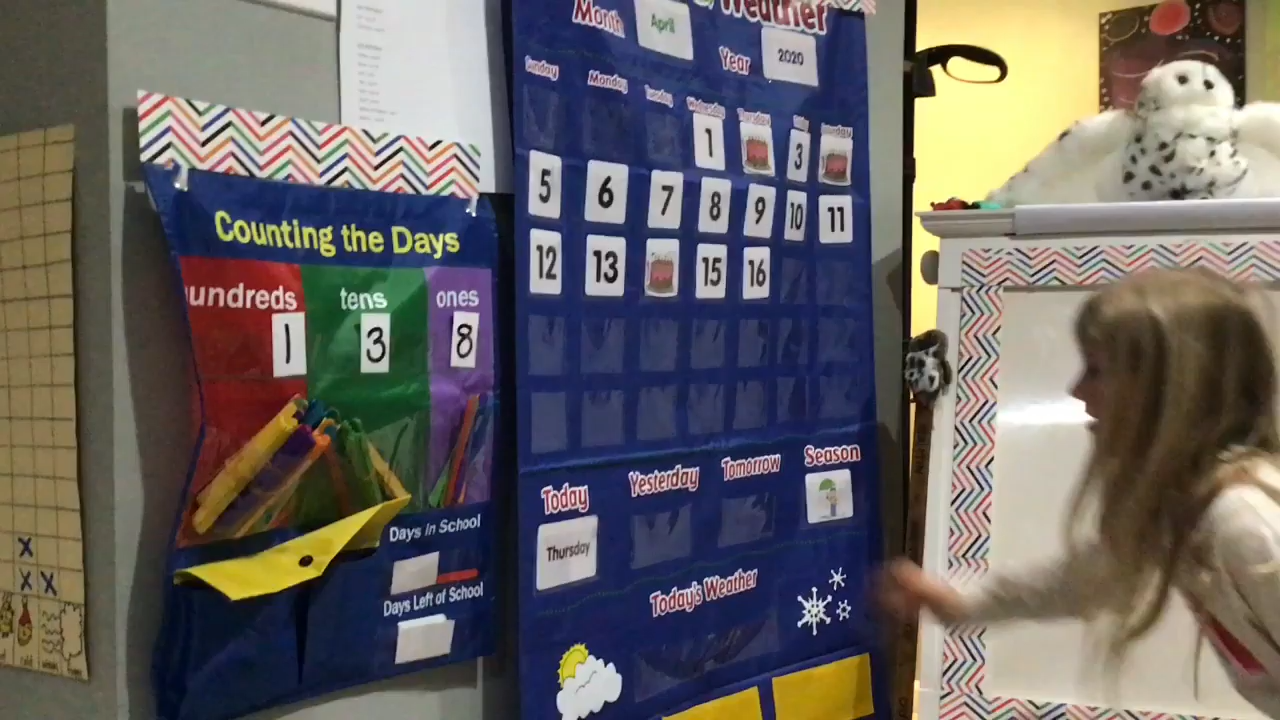 Counting the Days
undreds tens ones
1 3 8
Days in School
Days Left of School
Weather
Month April
Year 2020
Sunday Monday Tuesday Wednesday Thursday Saturday
1 3
5 6 7 8 9 10 11
12 13 15 16
Today Yesterday Tomorrow Season
Thursday
Today's Weather